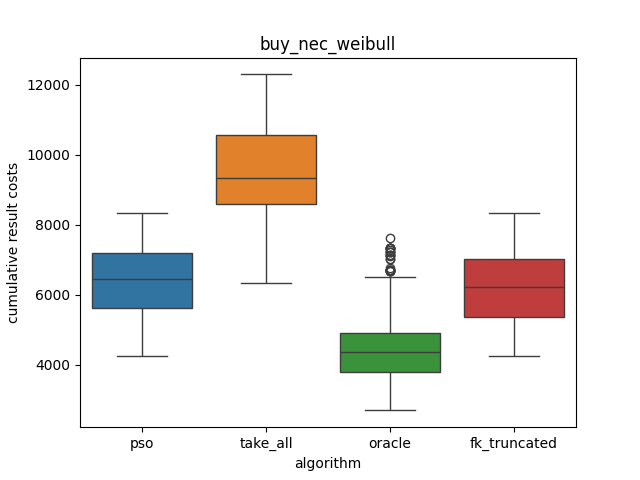 buy_nec_weibull
cumulative result costs
12000
10000
8000
6000
4000
pso
take_all
oracle
fk_truncated
algorithm